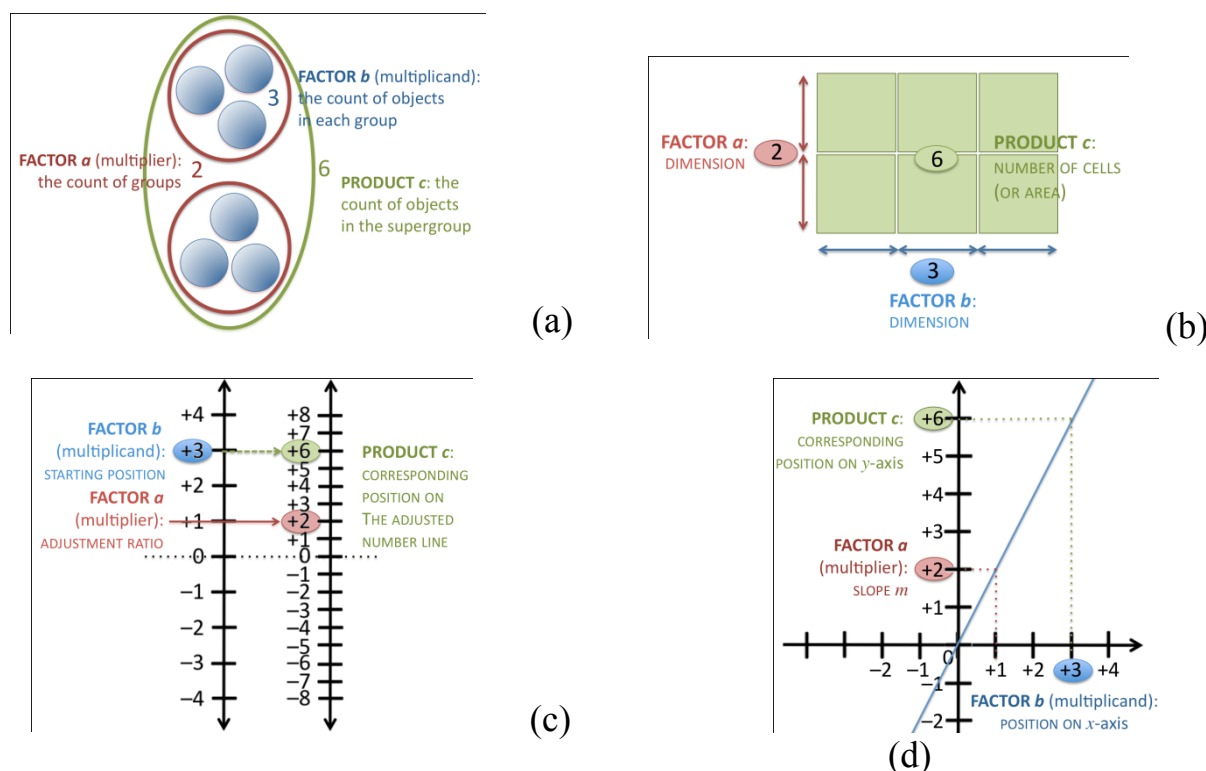 FACTOR b (multiplicand):
3 the count of objects
in each group
FACTOR a (multiplier):
the count of groups 2
6
PRODUCT c: the
count of objects
in the supergroup
(a)
FACTOR a:
DIMENSION
2
6
PRODUCT c:
NUMBER OF CELLS
(OR AREA)
3
FACTOR b:
DIMENSION
(b)
FACTOR b
(multiplicand):
STARTING POSITION
FACTOR a
(multiplier):
ADJUSTMENT RATIO
+4
+3
+2
+1
0
−1
−2
−3
−4
+8
+7
+6
+5
+4
+3
+2
+1
0
−1
−2
−3
−4
−5
−6
−7
−8
PRODUCT c:
CORRESPONDING
POSITION ON
THE ADJUSTED
NUMBER LINE
(c)
PRODUCT c:
CORRESPONDING
POSITION ON y-axis
FACTOR a
(multiplier):
SLOPE m
+6
+5
+4
+3
+2
+1
0
−1
−2
−2 −1 +1 +2 +3 +4
FACTOR b (multiplicand):
POSITION ON x-axis
(d)